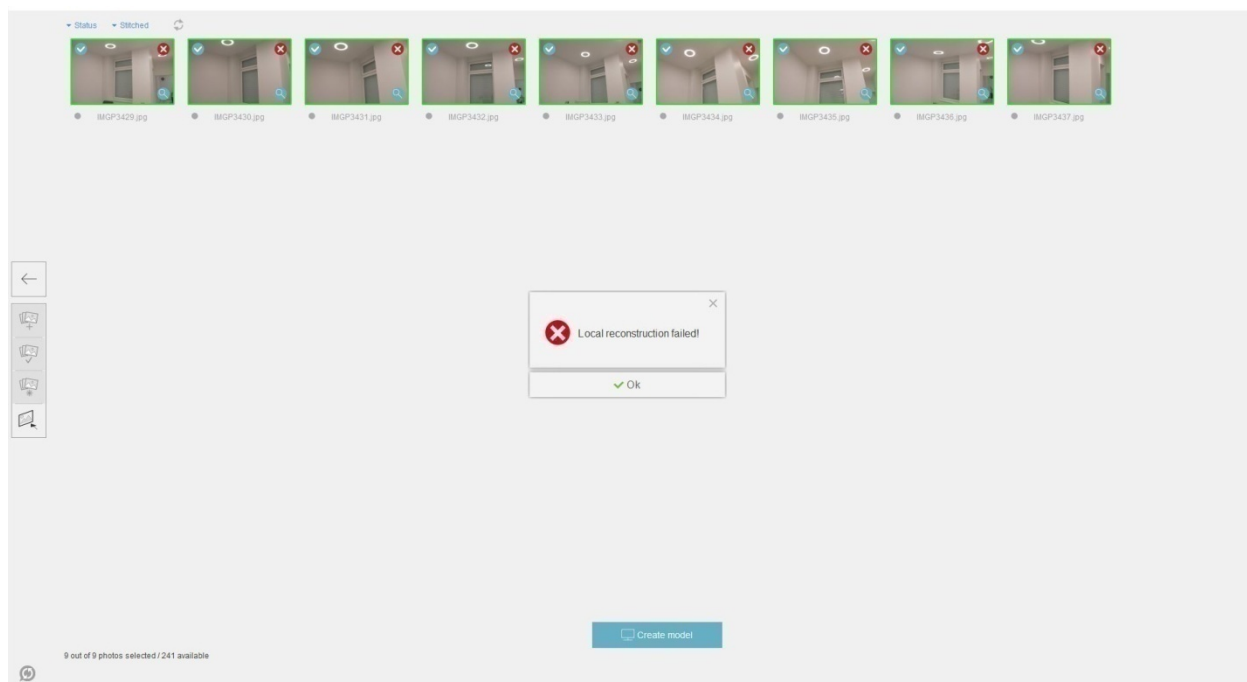 Status Stitched
IMGP3429.jpg IMGP3430.jpg IMGP3431.jpg IMGP3432.jpg IMGP3433.jpg IMGP3434.jpg IMGP3435.jpg IMGP3436.jpg IMGP3437.jpg
Local reconstruction failed!
Ok
Create model
9 out of 9 photos selected / 241 available